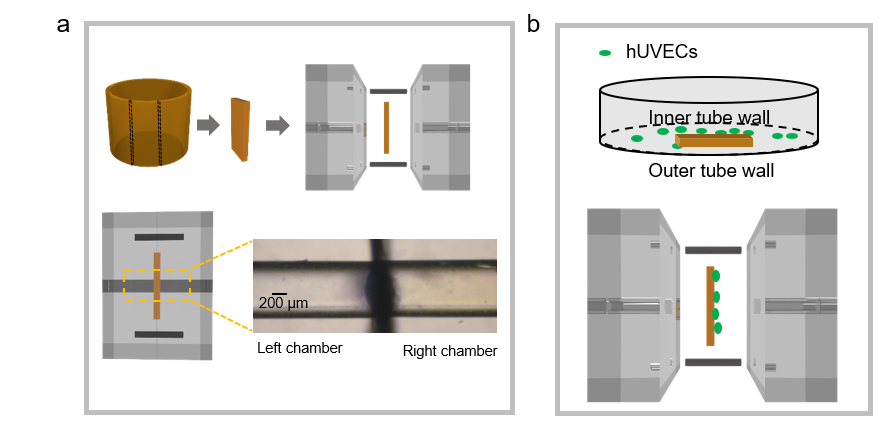 a
200 µm
Left chamber
Right chamber
b
hUVECs
Inner tube wall
Outer tube wall